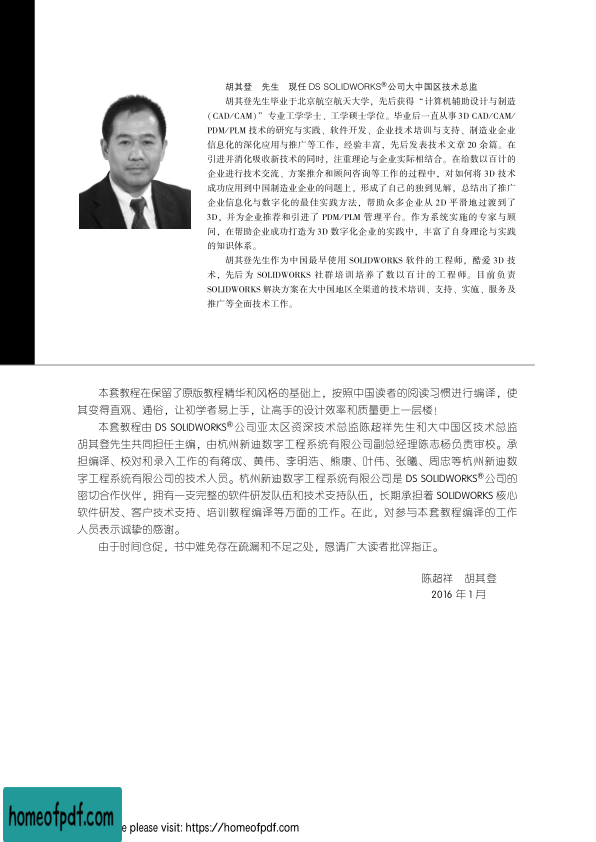 胡其登　先生　现任 DS SOLIDWORKS®公司大中国区技术总监
胡其登先生毕业于北京航空航天大学，先后获得“计算机辅助设计与制造
（CAD/CAM）”专业工学学士、工学硕士学位。毕业后一直从事 3D CAD/CAM/
PDM/PLM 技术的研究与实践、软件开发、企业技术培训与支持、制造业企业
信息化的深化应用与推广等工作，经验丰富，先后发表技术文章 20 余篇。在
引进并消化吸收新技术的同时，注重理论与企业实际相结合。在给数以百计的
企业进行技术交流、方案推介和顾问咨询等工作的过程中，对如何将 3D 技术
成功应用到中国制造业企业的问题上，形成了自己的独到见解，总结出了推广
企业信息化与数字化的最佳实践方法，帮助众多企业从 2D 平滑地过渡到了
3D，并为企业推荐和引进了 PDM/PLM 管理平台。作为系统实施的专家与顾
问，在帮助企业成功打造为 3D 数字化企业的实践中，丰富了自身理论与实践
的知识体系。
胡其登先生作为中国最早使用 SOLIDWORKS 软件的工程师，酷爱 3D 技
术，先后为 SOLIDWORKS 社群培训培养了数以百计的工程师。目前负责
SOLIDWORKS 解决方案在大中国地区全渠道的技术培训、支持、实施、服务及
推广等全面技术工作。
本套教程在保留了原版教程精华和风格的基础上，按照中国读者的阅读习惯进行编译，使
其变得直观、通俗，让初学者易上手，让高手的设计效率和质量更上一层楼！
本套教程由 DS SOLIDWORKS®公司亚太区资深技术总监陈超祥先生和大中国区技术总监
胡其登先生共同担任主编，由杭州新迪数字工程系统有限公司副总经理陈志杨负责审校。承
担编译、校对和录入工作的有蒋成、黄伟、李明浩、熊康、叶伟、张曦、周忠等杭州新迪数
字工程系统有限公司的技术人员。杭州新迪数字工程系统有限公司是 DS SOLIDWORKS®公司的
密切合作伙伴，拥有一支完整的软件研发队伍和技术支持队伍，长期承担着 SOLIDWORKS 核心
软件研发、客户技术支持、培训教程编译等方面的工作。在此，对参与本套教程编译的工作
人员表示诚挚的感谢。
由于时间仓促，书中难免存在疏漏和不足之处，恳请广大读者批评指正。
陈超祥　胡其登
2016 年 1 月
homeofpdf.com
e please visit: https://homeofpdf.com